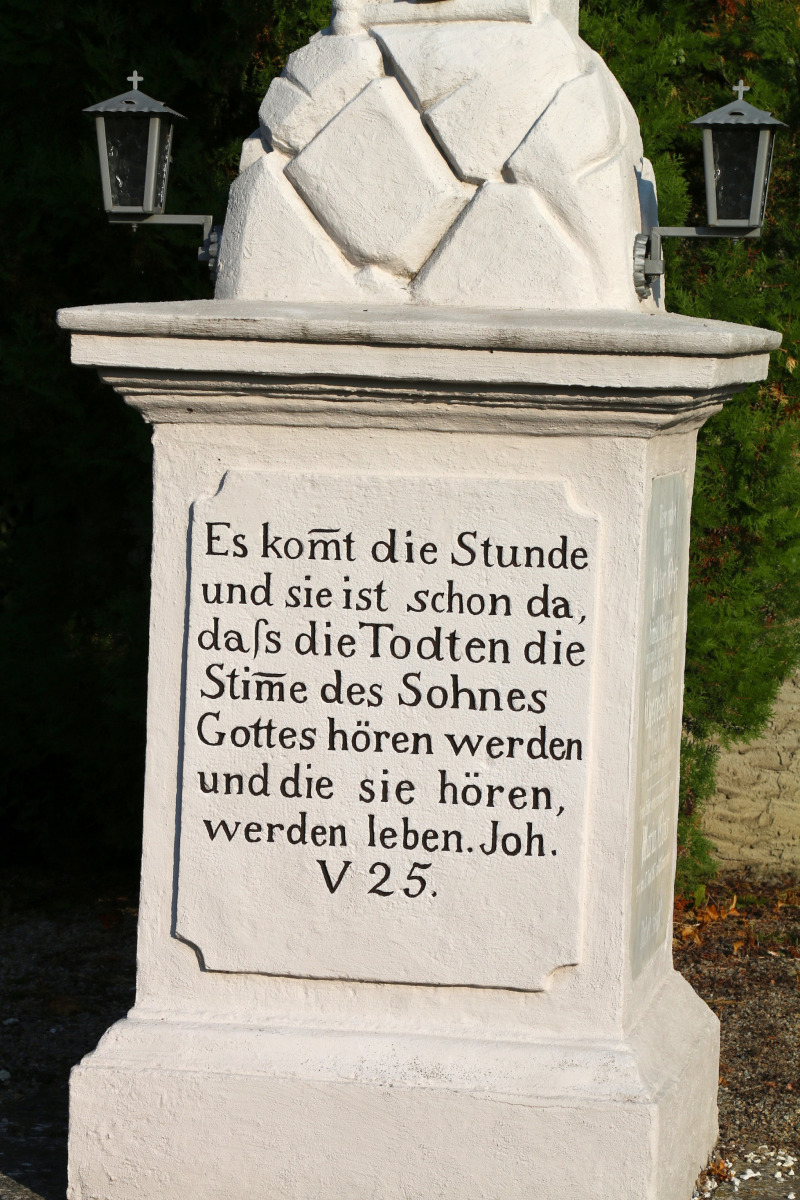 Es kom̅t die Stunde
und sie ist schon da,
daſs die Todten die
Stim̅e des Sohnes
Gottes hören werden
und die sie hören,
werden leben. Joh.
V 25.